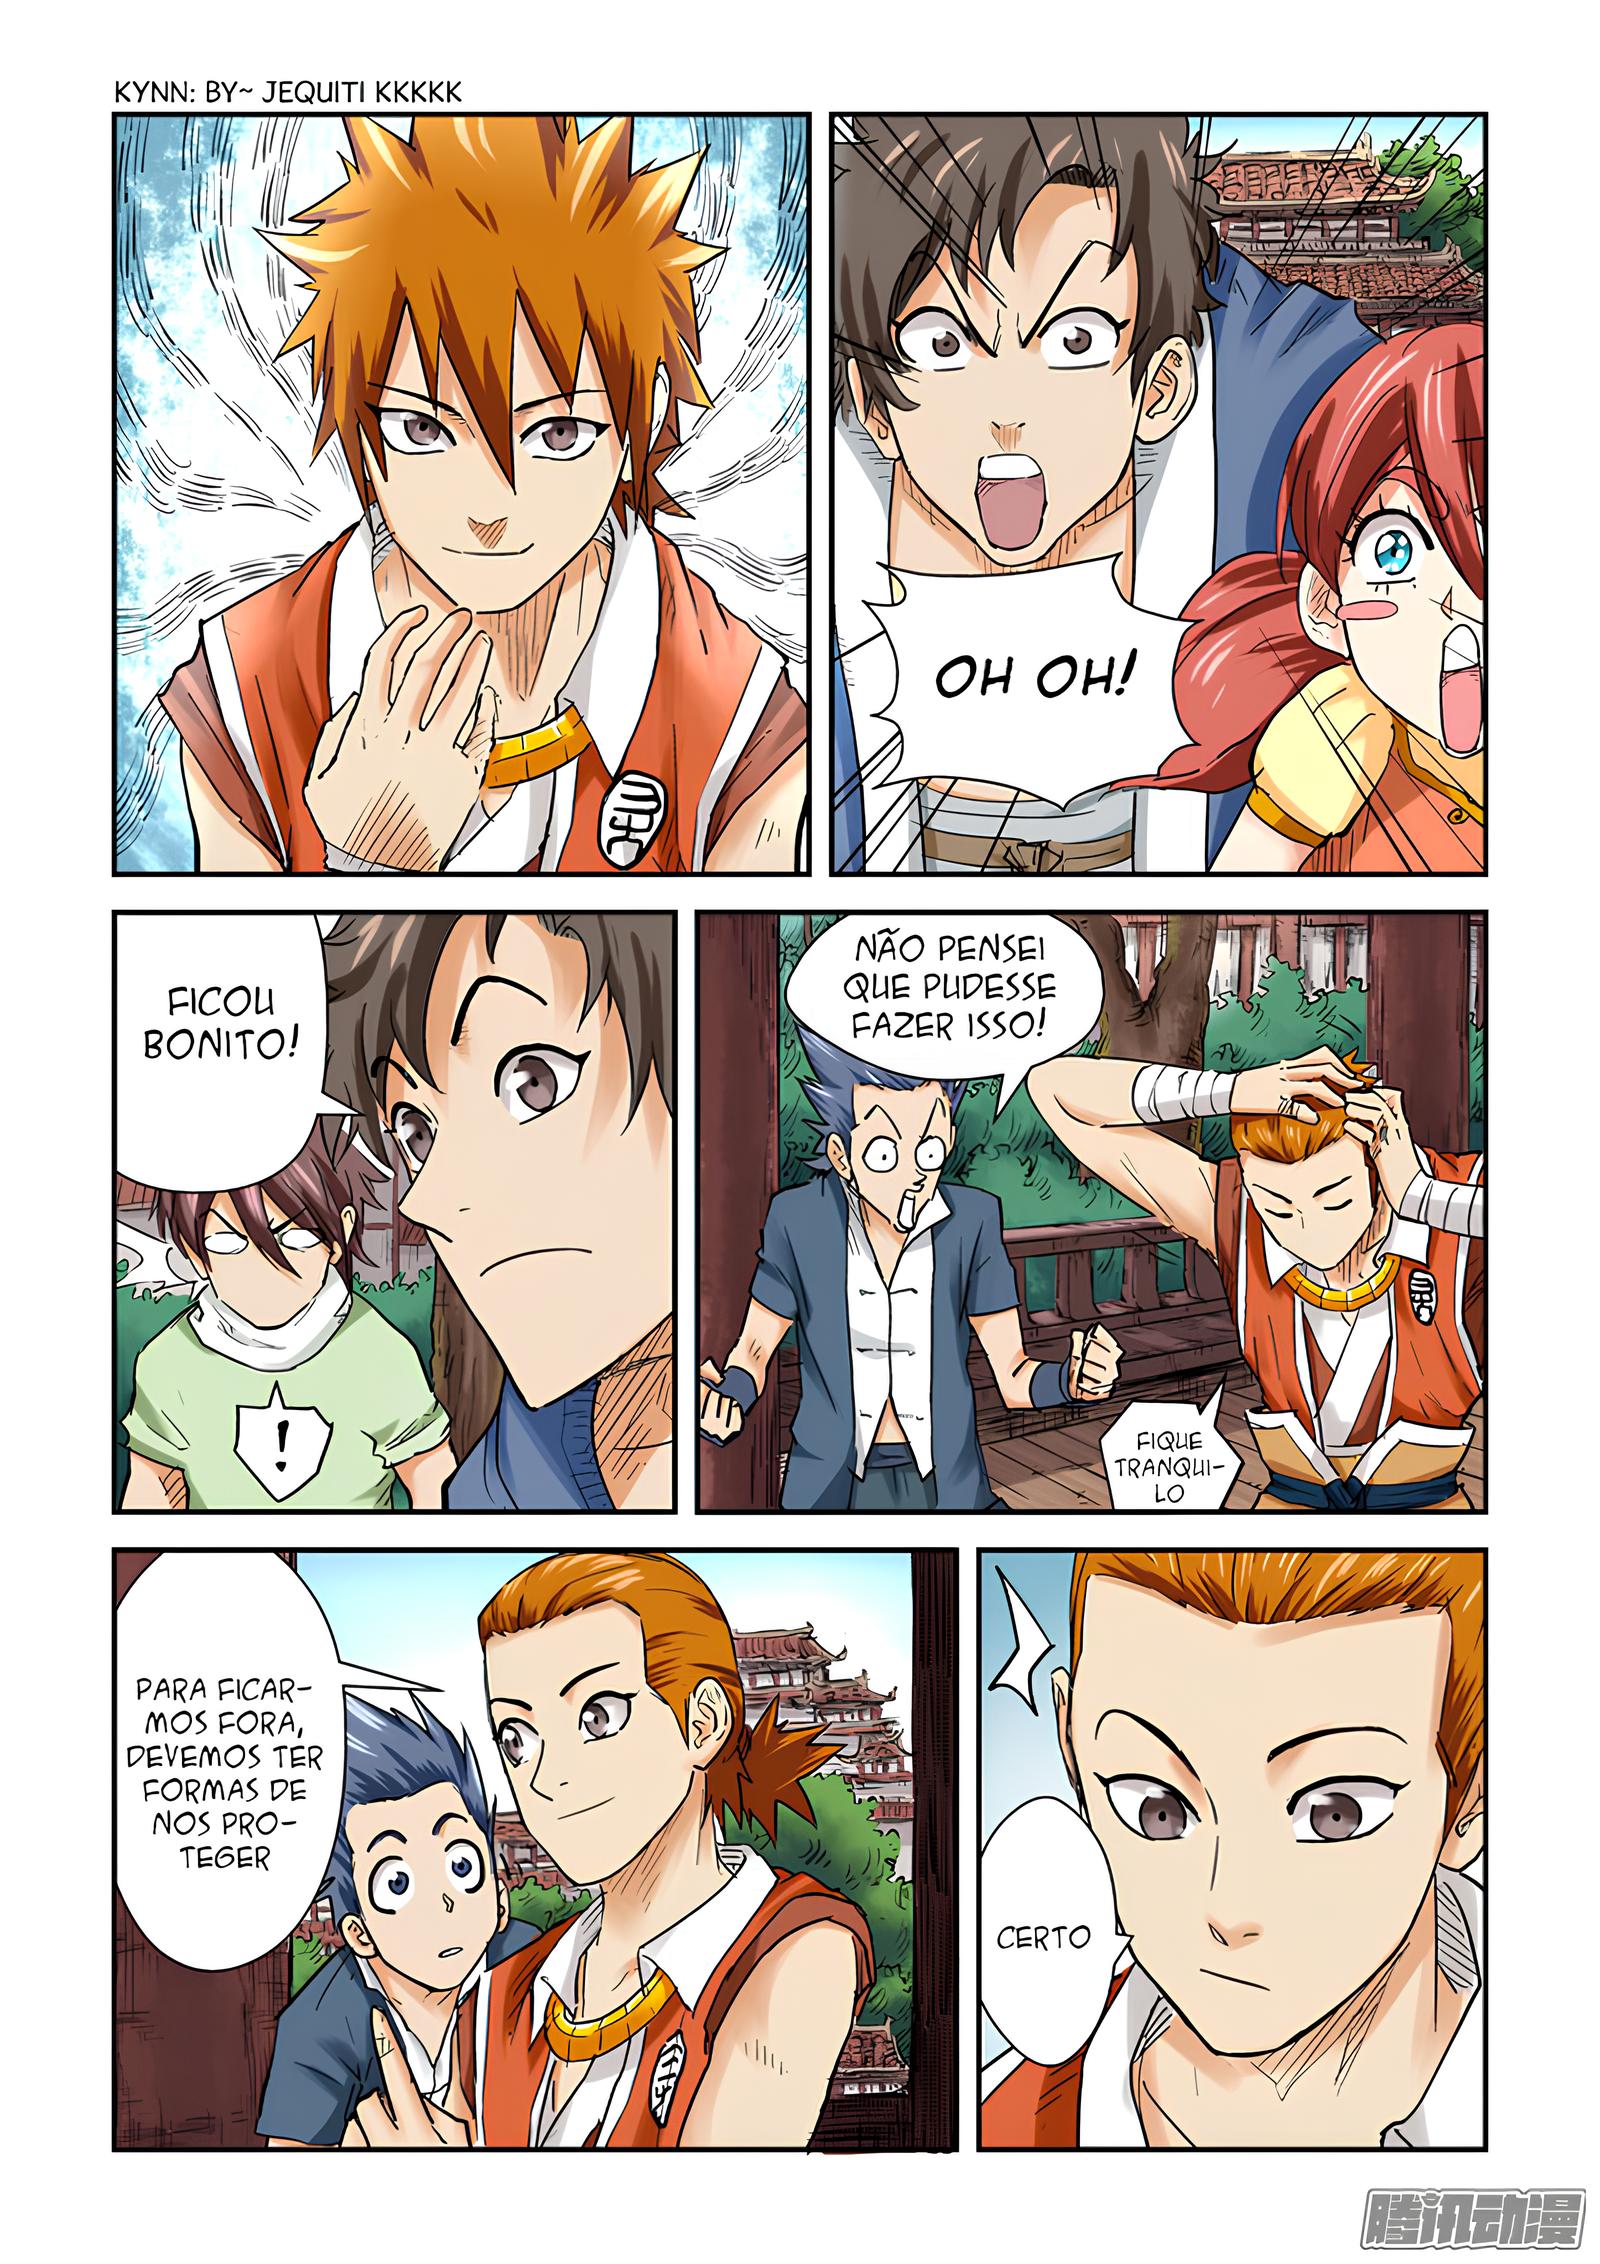 KYNN: BY~ JEQUITI KKKKK
OH OH!
FICOU
BONITO!
!
NÃO PENSEI
QUE PUDESSE
FAZER ISSO!
FIQUE
TRANQUI-
LO
PARA FICAR-
MOS FORA,
DEVEMOS TER
FORMAS DE
NOS PRO-
TEGER
CERTO
腾讯动漫